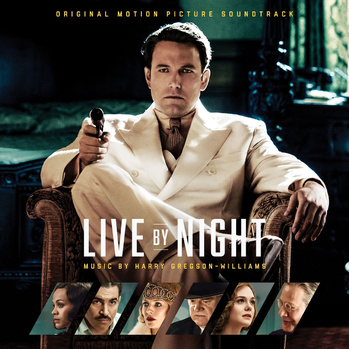 ORIGINAL MOTION PICTURE SOUNDTRACK
LIVE BY NIGHT
MUSIC BY HARRY GREGSON-WILLIAMS